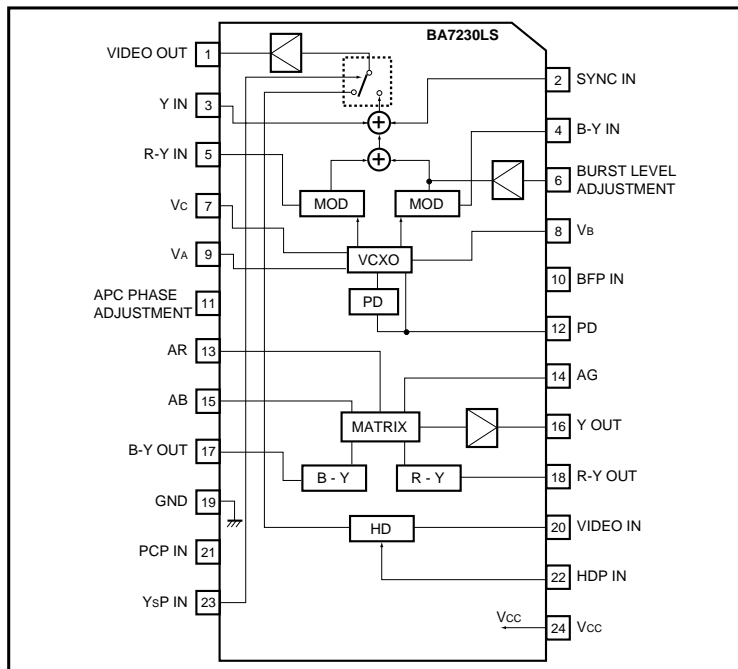 BA7230LS
VIDEO OUT 1
2 SYNC IN
Y IN 3
4 B-Y IN
R-Y IN 5
6 BURST LEVEL
ADJUSTMENT
MOD MOD
VC 7
8 VB
VCXO
VA 9
10 BFP IN
PD
APC PHASE
ADJUSTMENT 11
12 PD
AR 13
14 AG
AB 15
MATRIX
16 Y OUT
B-Y OUT 17
B - Y R - Y
18 R-Y OUT
GND 19
HD
20 VIDEO IN
PCP IN 21
22 HDP IN
YSP IN 23
VCC
24 VCC